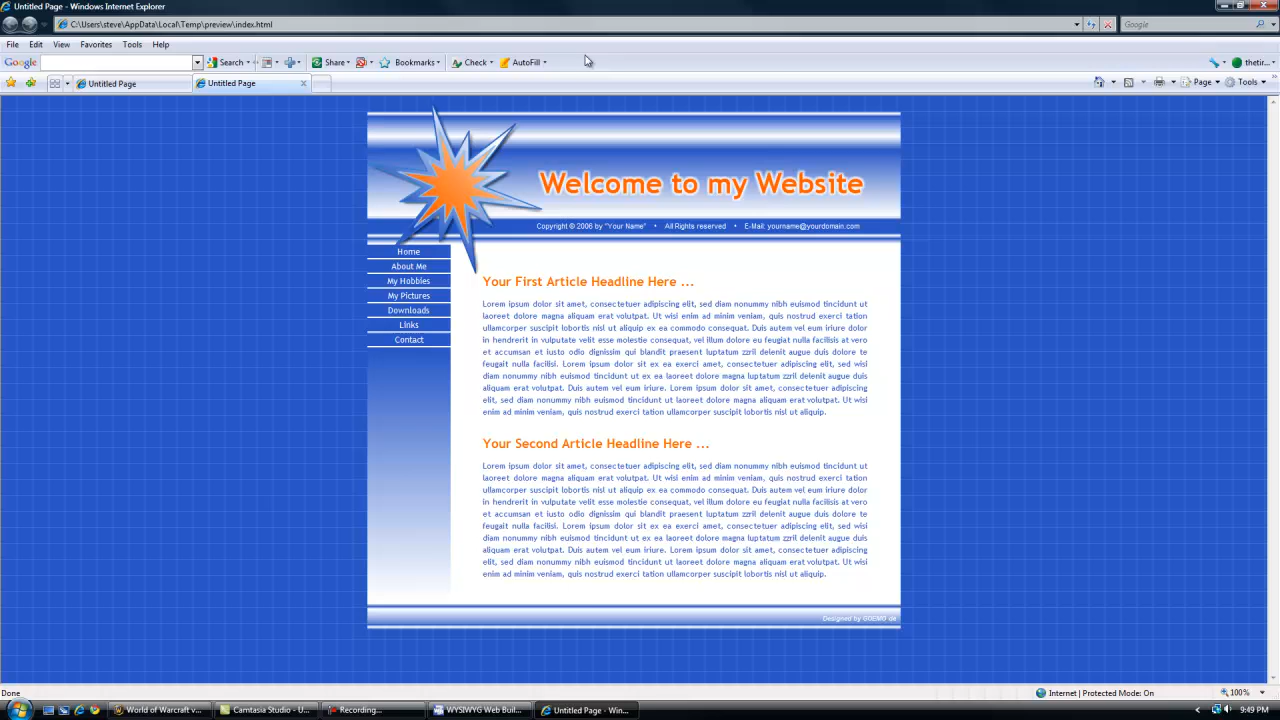 Untitled Page - Windows Internet Explorer
C:\Users\steve\AppData\Local\Temp\preview\index.html
Google
File Edit View Favorites Tools Help
Google Search Share Bookmarks Check AutoFill thetir...
Untitled Page Untitled Page Page Tools
Welcome to my Website
Copyright © 2006 by "Your Name" • All Rights reserved • E-Mail: yourname@yourdomain.com
Home
About Me
My Hobbies
My Pictures
Downloads
Links
Contact
Your First Article Headline Here ...
Lorem ipsum dolor sit amet, consectetuer adipiscing elit, sed diam nonummy nibh euismod tincidunt ut
laoreet dolore magna aliquam erat volutpat. Ut wisi enim ad minim veniam, quis nostrud exerci tation
ullamcorper suscipit lobortis nisl ut aliquip ex ea commodo consequat. Duis autem vel eum iriure dolor
in hendrerit in vulputate velit esse molestie consequat, vel illum dolore eu feugiat nulla facilisis at vero
et accumsan et iusto odio dignissim qui blandit praesent luptatum zzril delenit augue duis dolore te
feugait nulla facilisi. Lorem ipsum dolor sit ex ea exerci amet, consectetuer adipiscing elit, sed
diam nonummy nibh euismod tincidunt ut ex ea laoreet dolore magna luptatum zzril delenit augue duis
aliquam erat volutpat. Duis autem vel eum iriure. Lorem ipsum dolor sit amet, consectetuer adipiscing
elit, sed diam nonummy nibh euismod tincidunt ut laoreet dolore magna aliquam erat volutpat. Ut wisi
enim ad minim veniam, quis nostrud exerci tation ullamcorper suscipit lobortis nisl ut aliquip.
Your Second Article Headline Here ...
Lorem ipsum dolor sit amet, consectetuer adipiscing elit, sed diam nonummy nibh euismod tincidunt ut
laoreet dolore magna aliquam erat volutpat. Ut wisi enim ad minim veniam, quis nostrud exerci tation
ullamcorper suscipit lobortis nisl ut aliquip ex ea commodo consequat. Duis autem vel eum iriure dolor
in hendrerit in vulputate velit esse molestie consequat, vel illum dolore eu feugiat nulla facilisis at vero
et accumsan et iusto odio dignissim qui blandit praesent luptatum zzril delenit augue duis dolore te
feugait nulla facilisi. Lorem ipsum dolor sit ex ea exerci amet, consectetuer adipiscing elit, sed
diam nonummy nibh euismod tincidunt ut ex ea laoreet dolore magna luptatum zzril delenit augue duis
aliquam erat volutpat. Duis autem vel eum iriure. Lorem ipsum dolor sit amet, consectetuer adipiscing
elit, sed diam nonummy nibh euismod tincidunt ut laoreet dolore magna aliquam erat volutpat. Ut wisi
enim ad minim veniam, quis nostrud exerci tation ullamcorper suscipit lobortis nisl ut aliquip.
Designed by GOEMO de
Done Internet | Protected Mode: On 100%
World of Warcraft v... Camtasia Studio - U... Recording... WYSIWYG Web Buil... Untitled Page - Win... 9:49 PM